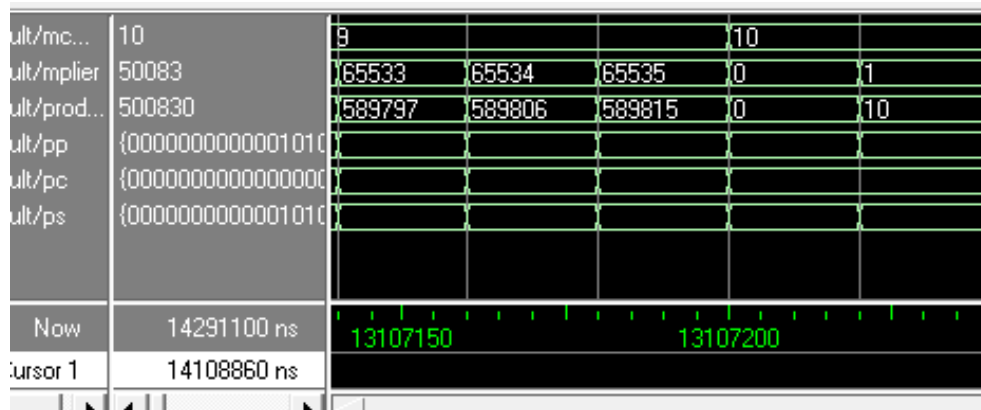 ult/mc... 10 9 10
ult/mplier 50083 65533 65534 65535 0 1
ult/prod... 500830 589797 589806 589815 0 10
ult/pp {0000000000001010
ult/pc {0000000000000000
ult/ps {0000000000001010
Now 14291100 ns 13107150 13107200
Cursor 1 14108860 ns